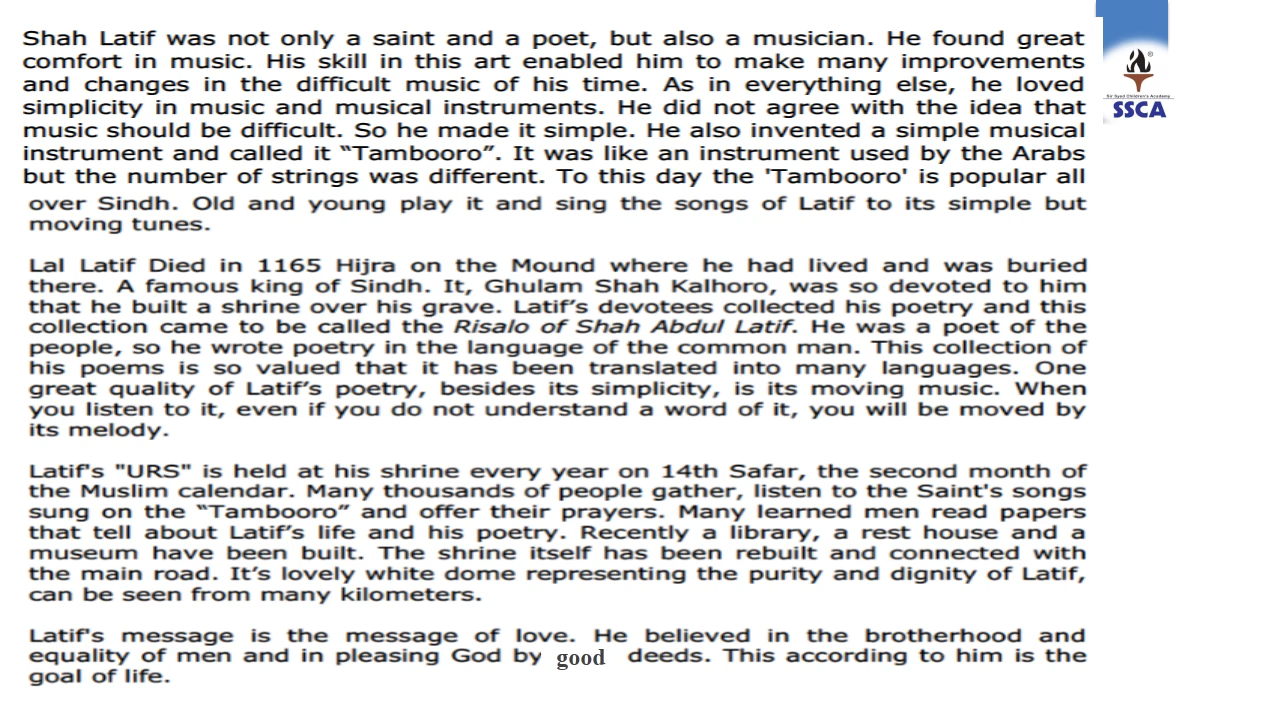 Shah Latif was not only a saint and a poet, but also a musician. He found great
comfort in music. His skill in this art enabled him to make many improvements
and changes in the difficult music of his time. As in everything else, he loved
simplicity in music and musical instruments. He did not agree with the idea that
music should be difficult. So he made it simple. He also invented a simple musical
instrument and called it “Tambooro”. It was like an instrument used by the Arabs
but the number of strings was different. To this day the 'Tambooro' is popular all
over Sindh. Old and young play it and sing the songs of Latif to its simple but
moving tunes.
Lal Latif Died in 1165 Hijra on the Mound where he had lived and was buried
there. A famous king of Sindh. It, Ghulam Shah Kalhoro, was so devoted to him
that he built a shrine over his grave. Latif’s devotees collected his poetry and this
collection came to be called the Risalo of Shah Abdul Latif. He was a poet of the
people, so he wrote poetry in the language of the common man. This collection of
his poems is so valued that it has been translated into many languages. One
great quality of Latif’s poetry, besides its simplicity, is its moving music. When
you listen to it, even if you do not understand a word of it, you will be moved by
its melody.
Latif's "URS" is held at his shrine every year on 14th Safar, the second month of
the Muslim calendar. Many thousands of people gather, listen to the Saint's songs
sung on the “Tambooro” and offer their prayers. Many learned men read papers
that tell about Latif’s life and his poetry. Recently a library, a rest house and a
museum have been built. The shrine itself has been rebuilt and connected with
the main road. It’s lovely white dome representing the purity and dignity of Latif,
can be seen from many kilometers.
Latif's message is the message of love. He believed in the brotherhood and
equality of men and in pleasing God by good deeds. This according to him is the
goal of life.
®
Sir Syed Children's Academy
SSCA